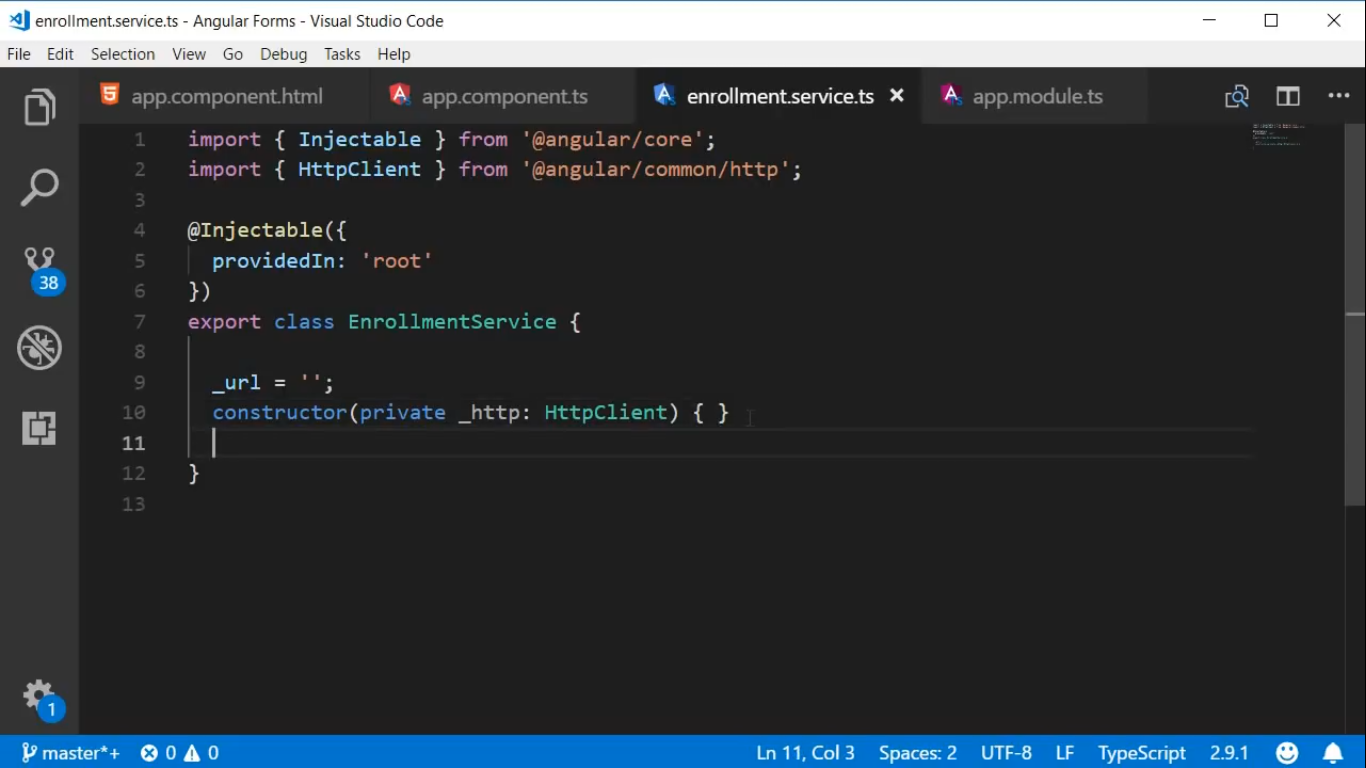 enrollment.service.ts - Angular Forms - Visual Studio Code
File Edit Selection View Go Debug Tasks Help
app.component.html app.component.ts enrollment.service.ts app.module.ts
1 import { Injectable } from '@angular/core';
2 import { HttpClient } from '@angular/common/http';
3
4 @Injectable({
5   providedIn: 'root'
6 })
7 export class EnrollmentService {
8
9   _url = '';
10   constructor(private _http: HttpClient) { }
11
12 }
13
38
1
master*+ 0 0 Ln 11, Col 3 Spaces: 2 UTF-8 LF TypeScript 2.9.1